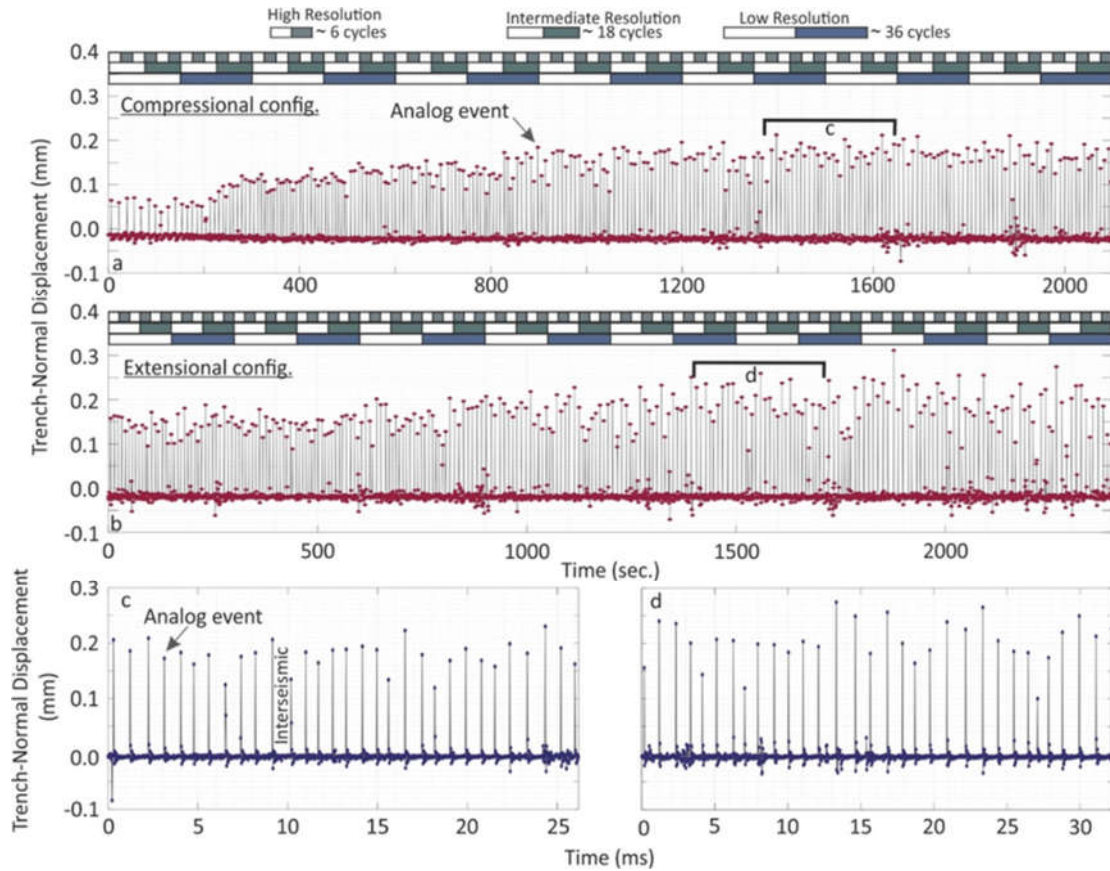 High Resolution
~ 6 cycles
Intermediate Resolution
~ 18 cycles
Low Resolution
~ 36 cycles
Trench-Normal Displacement (mm)
0.4
0.3
0.2
0.1
0.0
-0.1
Compressional config.
Analog event
c
a
0 400 800 1200 1600 2000
0.4
0.3
0.2
0.1
0.0
-0.1
Extensional config.
d
b
0 500 1000 1500 2000
Time (sec.)
Trench-Normal Displacement
(mm)
0.3
0.2
0.1
0.0
-0.1
c
Analog event
Interseismic
0 5 10 15 20 25
d
0 5 10 15 20 25 30
Time (ms)